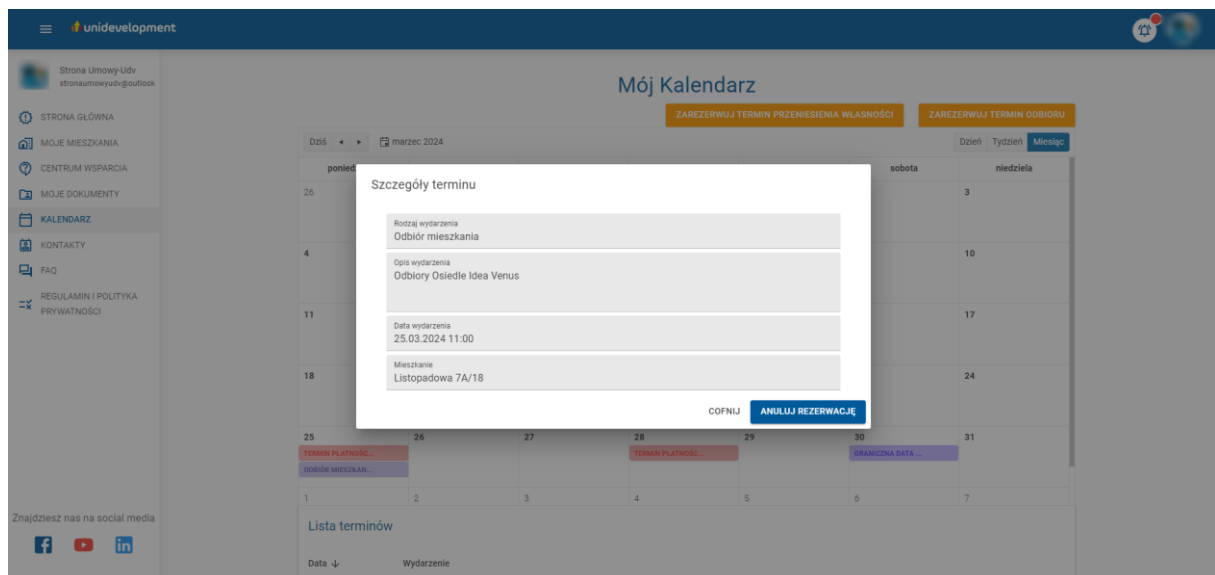 unidevelopment
Strona Umowy-Udv
stronaumowyudv@outlook
STRONA GŁÓWNA
MOJE MIESZKANIA
CENTRUM WSPARCIA
MOJE DOKUMENTY
KALENDARZ
KONTAKTY
FAQ
REGULAMIN I POLITYKA
PRYWATNOŚCI
Znajdziesz nas na social media
Mój Kalendarz
ZAREZERWUJ TERMIN PRZENIESIENIA WŁASNOŚCI ZAREZERWUJ TERMIN ODBIORU
Dziś marzec 2024 Dzień Tydzień Miesiąc
ponied. sobota niedziela
26 3
4 10
11 17
18 24
Szczegóły terminu
Rodzaj wydarzenia
Odbiór mieszkania
Opis wydarzenia
Odbiory Osiedle Idea Venus
Data wydarzenia
25.03.2024 11:00
Mieszkanie
Listopadowa 7A/18
COFNIJ ANULUJ REZERWACJĘ
25 26 27 28 29 30 31
TERMIN PŁATNOŚC... TERMIN PŁATNOŚC... GRANICZNA DATA ...
ODBIÓR MIESZKAN...
1 2 3 4 5 6 7
Lista terminów
Data Wydarzenie